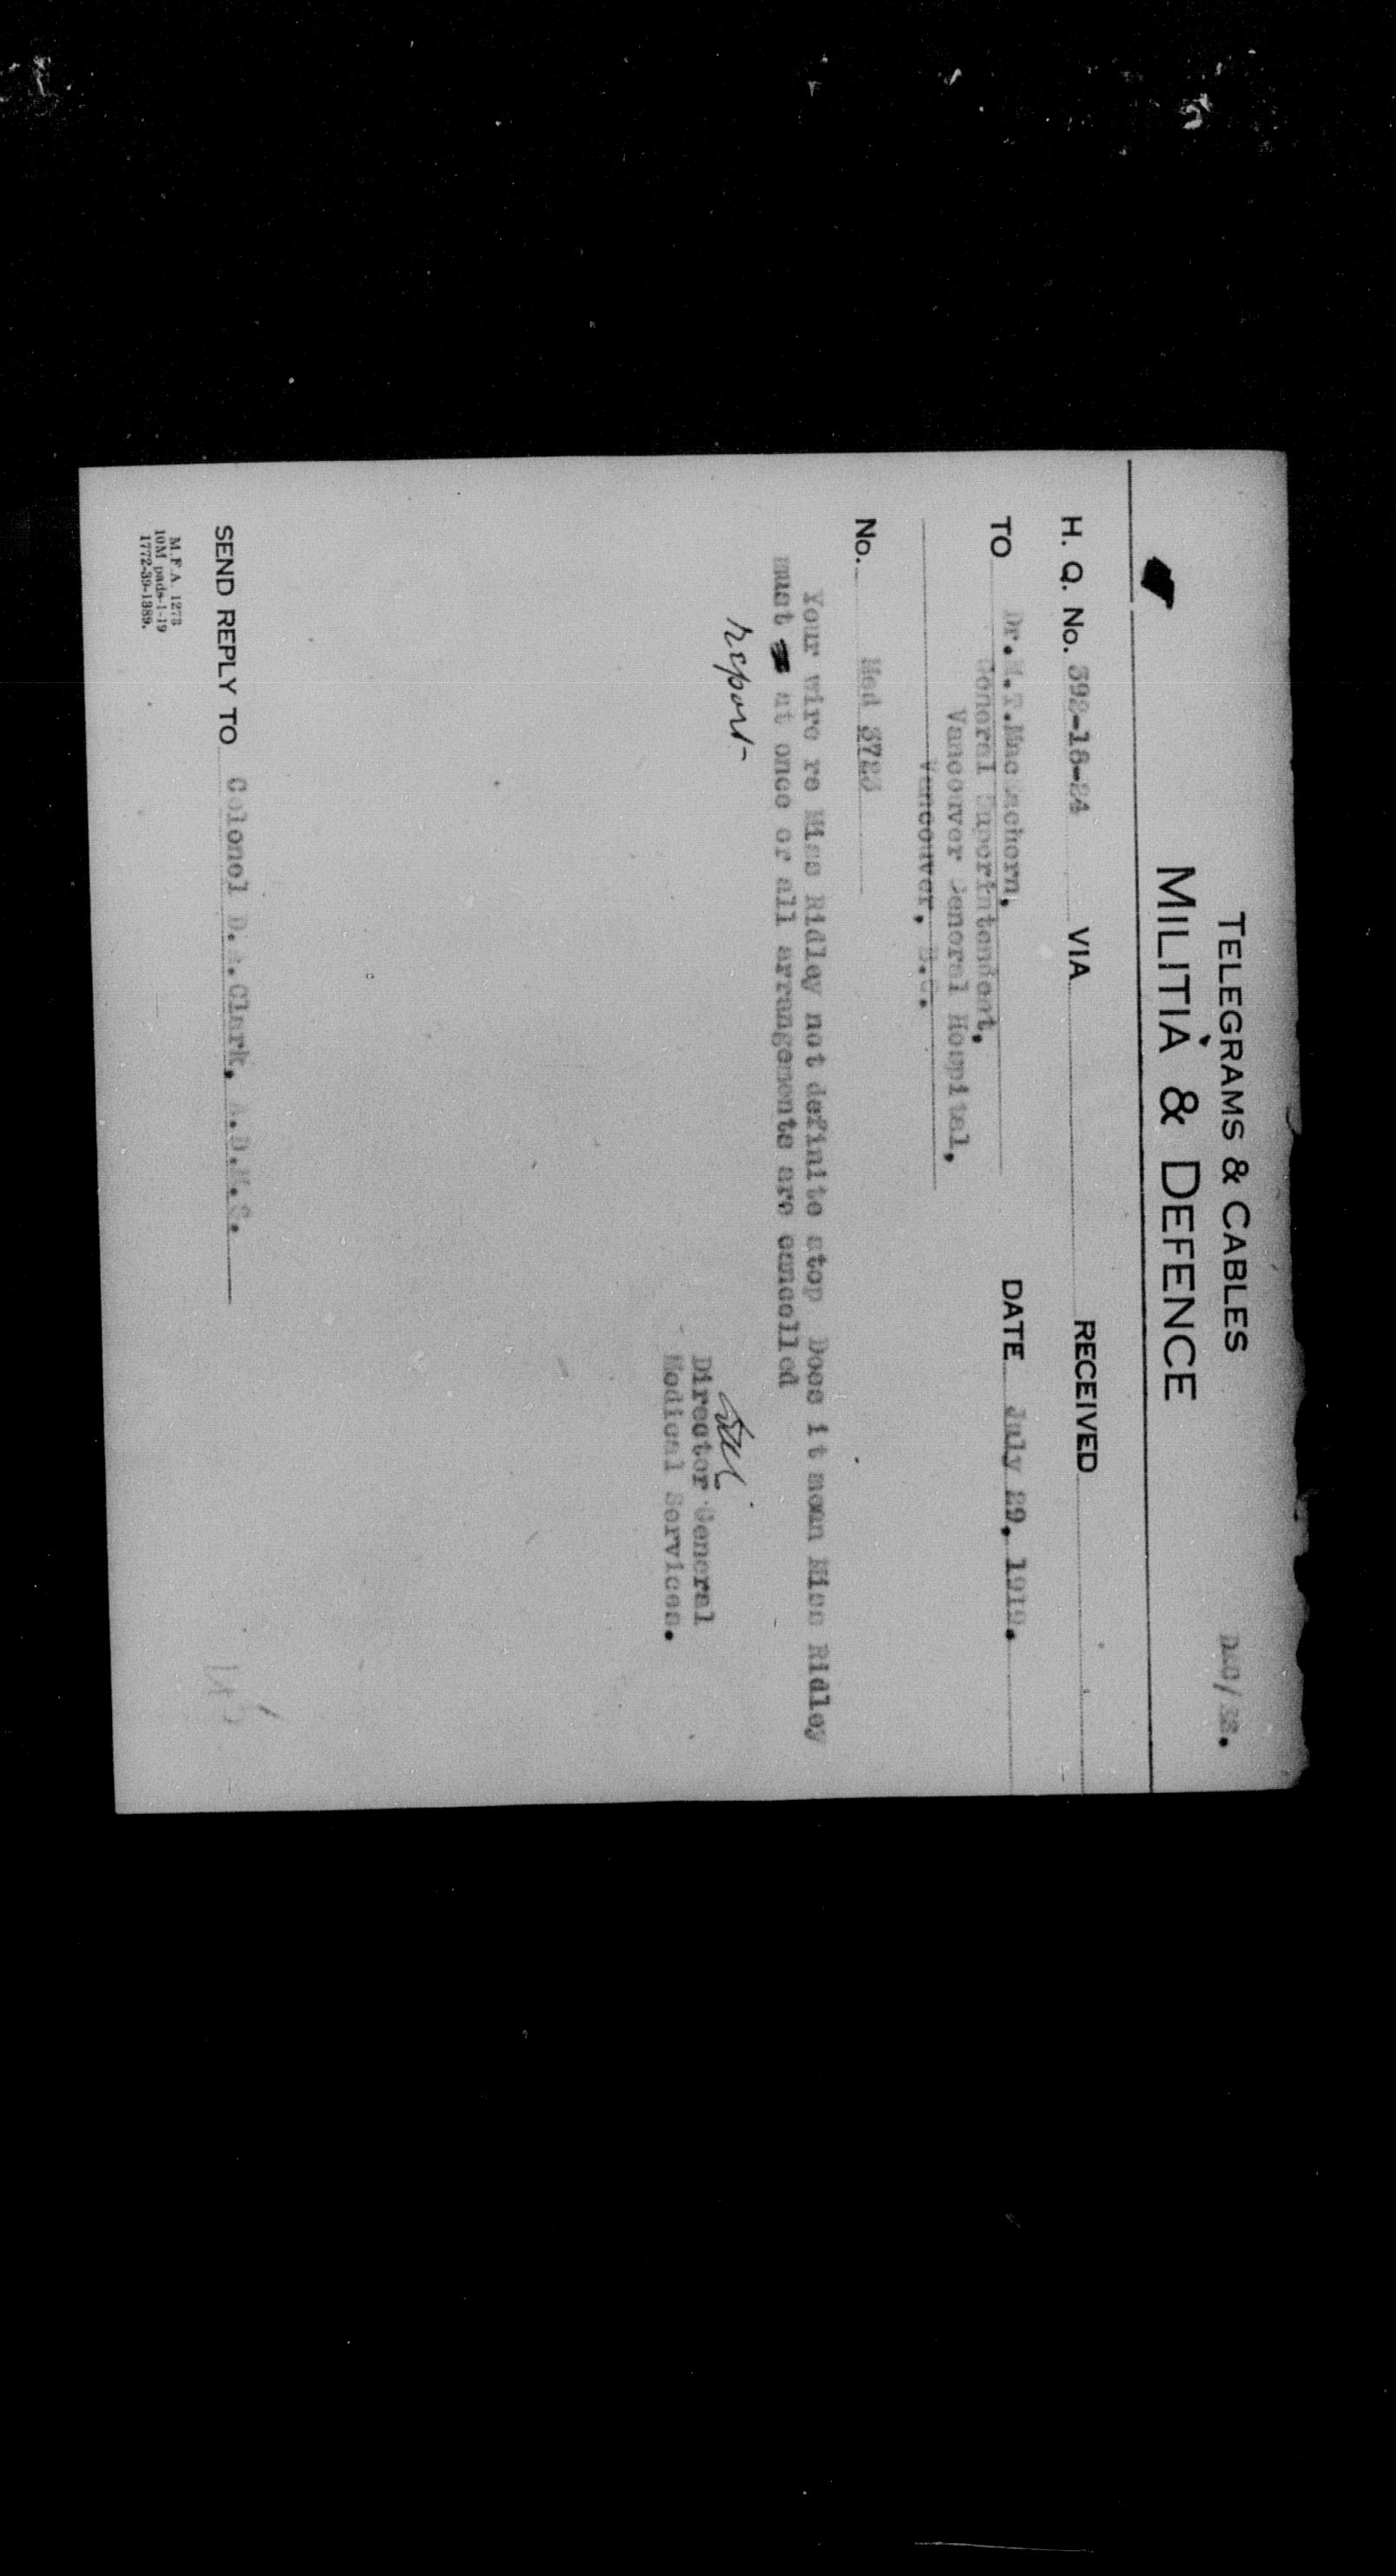 TELEGRAMS & CABLES
MILITIA & DEFENCE
H. Q. No. 392-18-24 VIA RECEIVED
TO Dr. M.T. MacEachern, DATE July 29, 1919.
General Superintendent,
Vancouver General Hospital,
Vancouver, B.C.
No. Med 3723
Your wire re Miss Ridley not definite stop Does it mean Miss Ridley
must at once or all arrangements are cancelled
report
Director General
Medical Services.
SEND REPLY TO Colonel Clark, A.D.M.S.
M.F.A. 1273
10M pads-1-19
1772-39-1389.